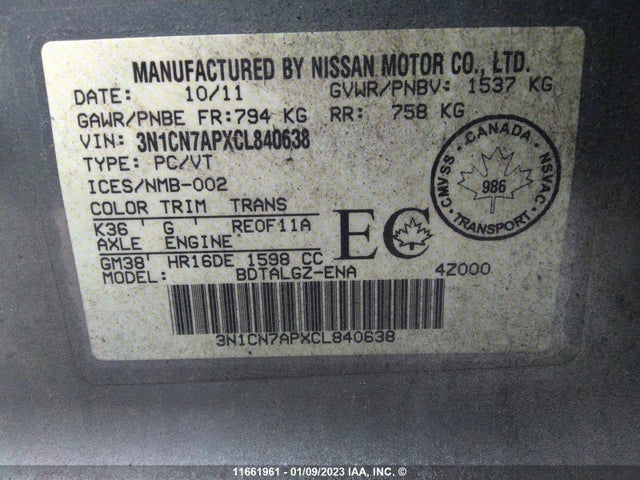 MANUFACTURED BY NISSAN MOTOR CO., LTD.
DATE: 10/11 GVWR/PNBV: 1537 KG
GAWR/PNBE FR:794 KG RR: 758 KG
VIN: 3N1CN7APXCL840638
TYPE: PC/VT
ICES/NMB-002
COLOR TRIM TRANS
K36 G RE0F11A
AXLE ENGINE
GM38 HR16DE 1598 CC
MODEL: BDTALGZ-ENA 4Z000
EC
CMVSS · CANADA · NSVAC · TRANSPORT ·
986
3N1CN7APXCL840638
11661961 - 01/09/2023 IAA, INC. ©